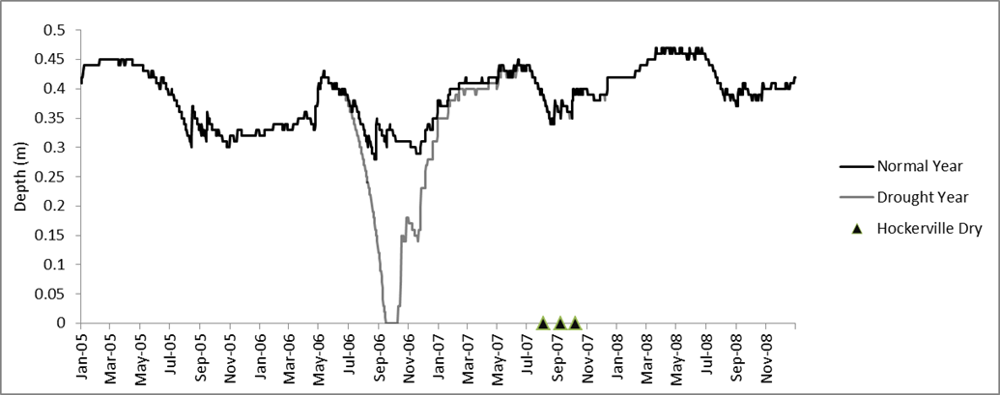 0.5
0.45
0.4
0.35
0.3
0.25
0.2
0.15
0.1
0.05
0
Depth (m)
Jan-05
Mar-05
May-05
Jul-05
Sep-05
Nov-05
Jan-06
Mar-06
May-06
Jul-06
Sep-06
Nov-06
Jan-07
Mar-07
May-07
Jul-07
Sep-07
Nov-07
Jan-08
Mar-08
May-08
Jul-08
Sep-08
Nov-08
Normal Year
Drought Year
Hockerville Dry